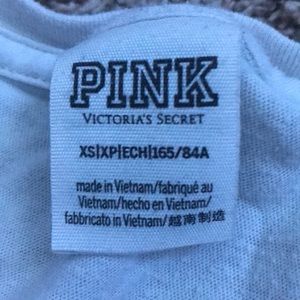 PINK
VICTORIA'S SECRET
XS|XP|ECH|165/84A
made in Vietnam/fabriqué au
Vietnam/hecho en Vietnam/
fabbricato in Vietnam/越南制造